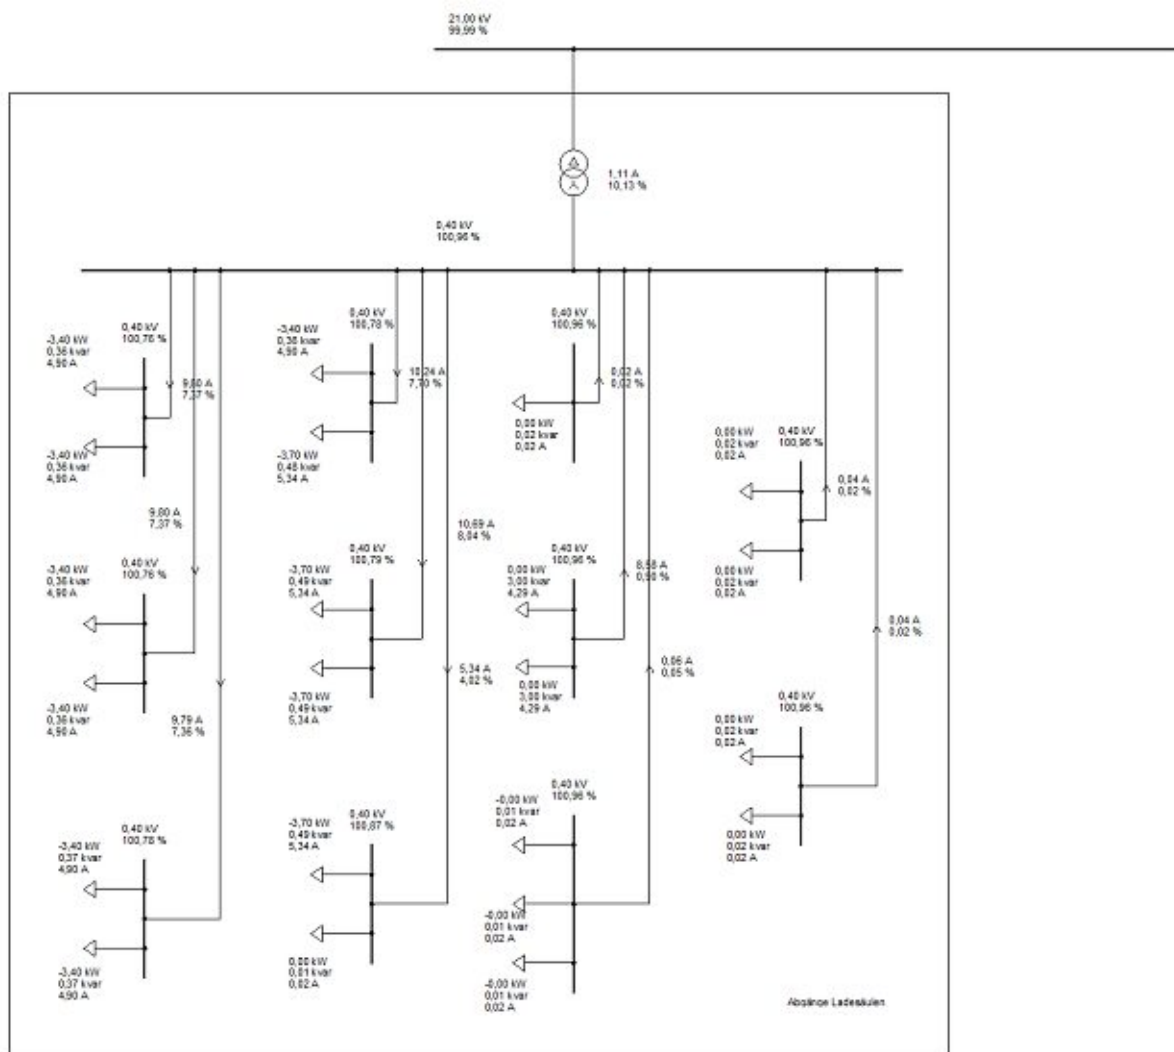 21,00 kV
99,99 %
1,11 A
10,13 %
0,40 kV
100,96 %
-3,40 kW
0,36 kvar
4,90 A
0,40 kV
100,76 %
9,80 A
7,37 %
-3,40 kW
0,36 kvar
4,90 A
-3,40 kW
0,36 kvar
4,90 A
0,40 kV
100,78 %
10,24 A
7,70 %
-3,70 kW
0,48 kvar
5,34 A
0,40 kV
100,96 %
0,02 A
0,02 %
0,00 kW
0,02 kvar
0,02 A
0,00 kW
0,02 kvar
0,02 A
0,40 kV
100,96 %
0,04 A
0,02 %
0,00 kW
0,02 kvar
0,02 A
9,80 A
7,37 %
-3,40 kW
0,36 kvar
4,90 A
0,40 kV
100,76 %
-3,40 kW
0,36 kvar
4,90 A
10,69 A
8,04 %
-3,70 kW
0,49 kvar
5,34 A
0,40 kV
100,79 %
-3,70 kW
0,49 kvar
5,34 A
0,00 kW
3,00 kvar
4,29 A
0,40 kV
100,96 %
8,58 A
0,00 kW
3,00 kvar
4,29 A
0,04 A
0,02 %
0,40 kV
100,96 %
0,00 kW
0,02 kvar
0,02 A
0,00 kW
0,02 kvar
0,02 A
9,79 A
7,36 %
5,34 A
4,02 %
0,06 A
0,05 %
-3,40 kW
0,37 kvar
4,90 A
0,40 kV
100,78 %
-3,40 kW
0,37 kvar
4,90 A
-3,70 kW
0,49 kvar
5,34 A
0,40 kV
100,87 %
0,00 kW
0,01 kvar
0,02 A
-0,00 kW
0,01 kvar
0,02 A
0,40 kV
100,96 %
-0,00 kW
0,01 kvar
0,02 A
-0,00 kW
0,01 kvar
0,02 A
Abgänge Ladesäulen